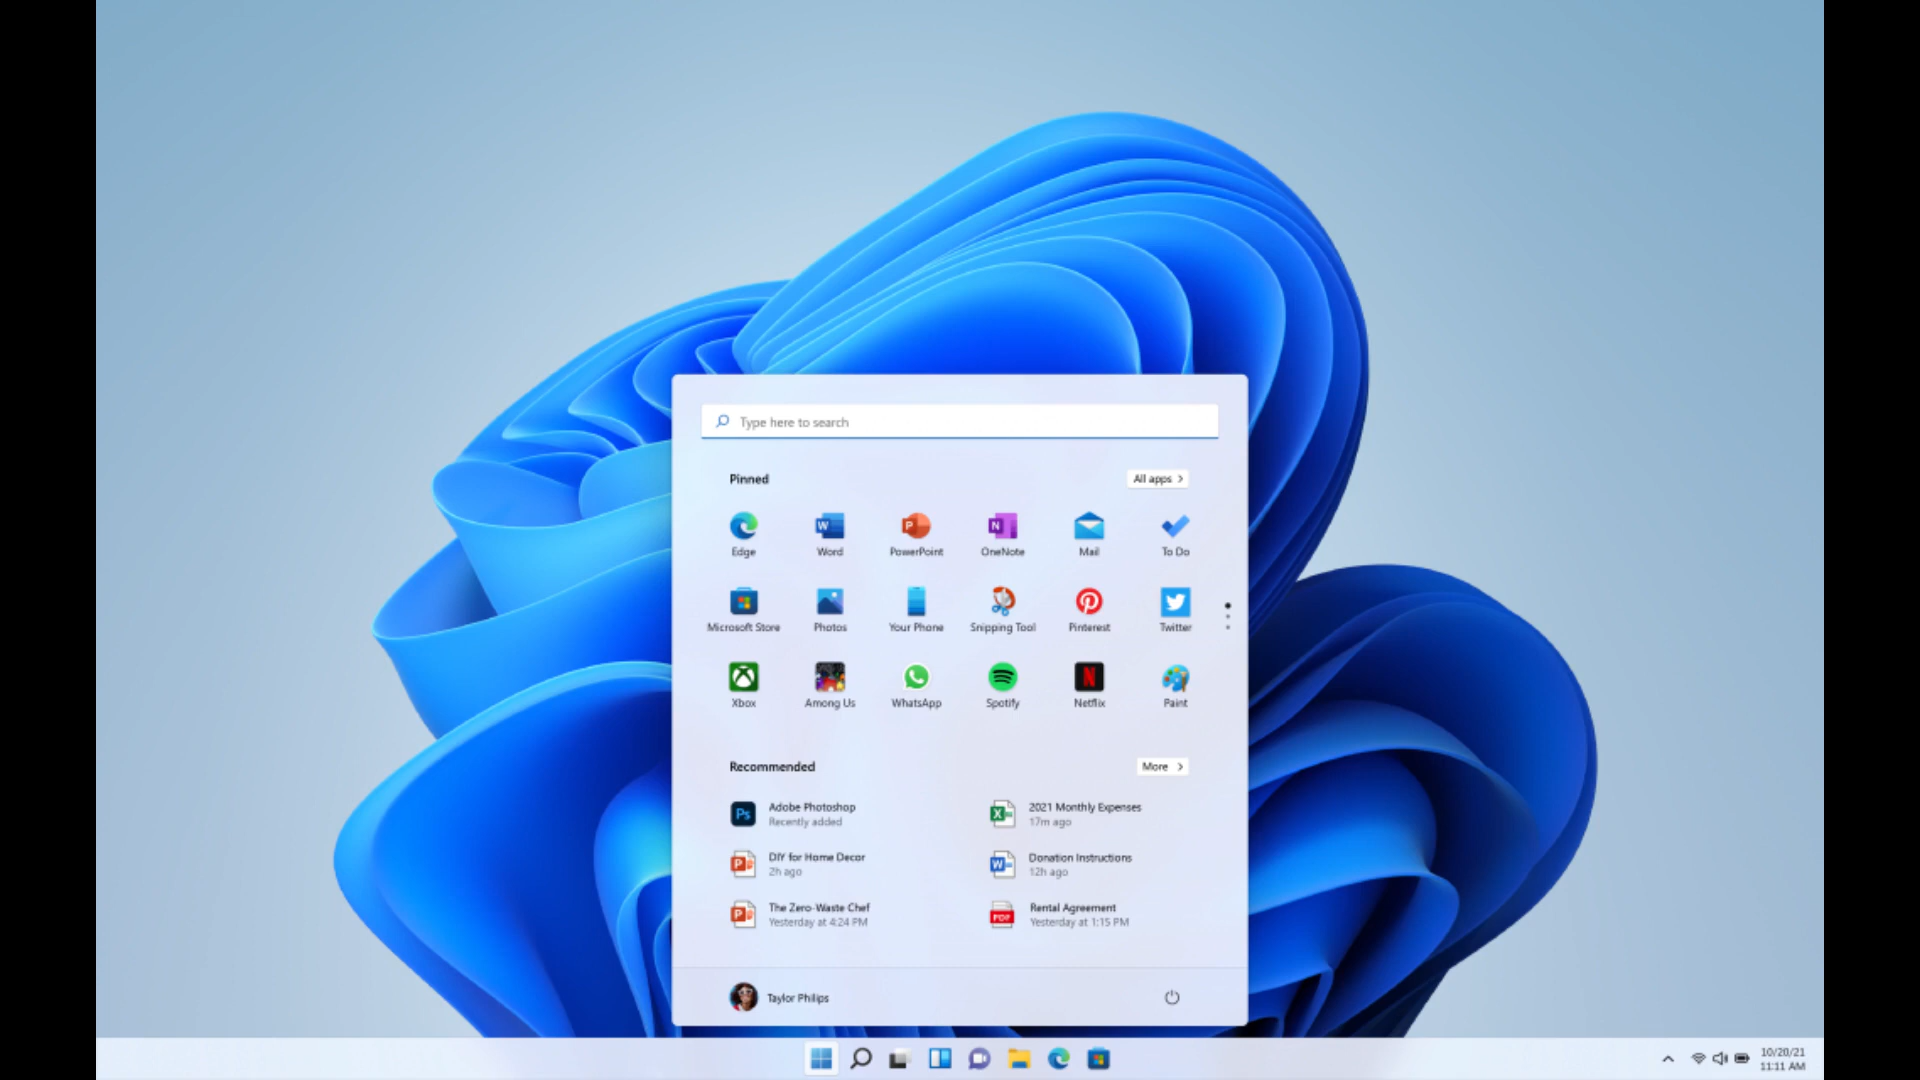 Type here to search
Pinned
All apps
Edge
Word
PowerPoint
OneNote
Mail
To Do
Microsoft Store
Photos
Your Phone
Snipping Tool
Pinterest
Twitter
Xbox
Among Us
WhatsApp
Spotify
Netflix
Paint
Recommended
More
Adobe Photoshop
Recently added
2021 Monthly Expenses
17m ago
DIY for Home Decor
2h ago
Donation Instructions
12h ago
The Zero-Waste Chef
Yesterday at 4:24 PM
Rental Agreement
Yesterday at 1:15 PM
Taylor Philips
10/20/21
11:11 AM